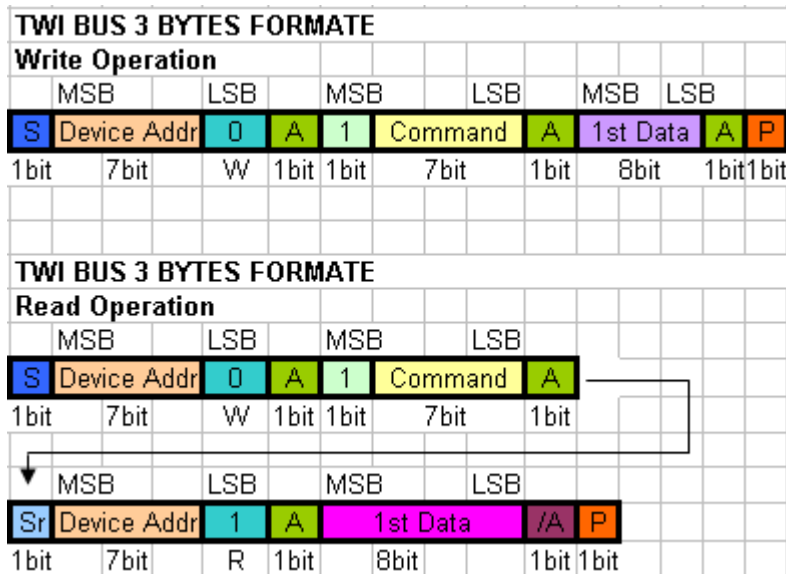 TWI BUS 3 BYTES FORMATE
Write Operation
MSB LSB MSB LSB MSB LSB
S Device Addr 0 A 1 Command A 1st Data A P
1bit 7bit W 1bit 1bit 7bit 1bit 8bit 1bit 1bit
TWI BUS 3 BYTES FORMATE
Read Operation
MSB LSB MSB LSB
S Device Addr 0 A 1 Command A
1bit 7bit W 1bit 1bit 7bit 1bit
MSB LSB MSB LSB
Sr Device Addr 1 A 1st Data /A P
1bit 7bit R 1bit 8bit 1bit 1bit